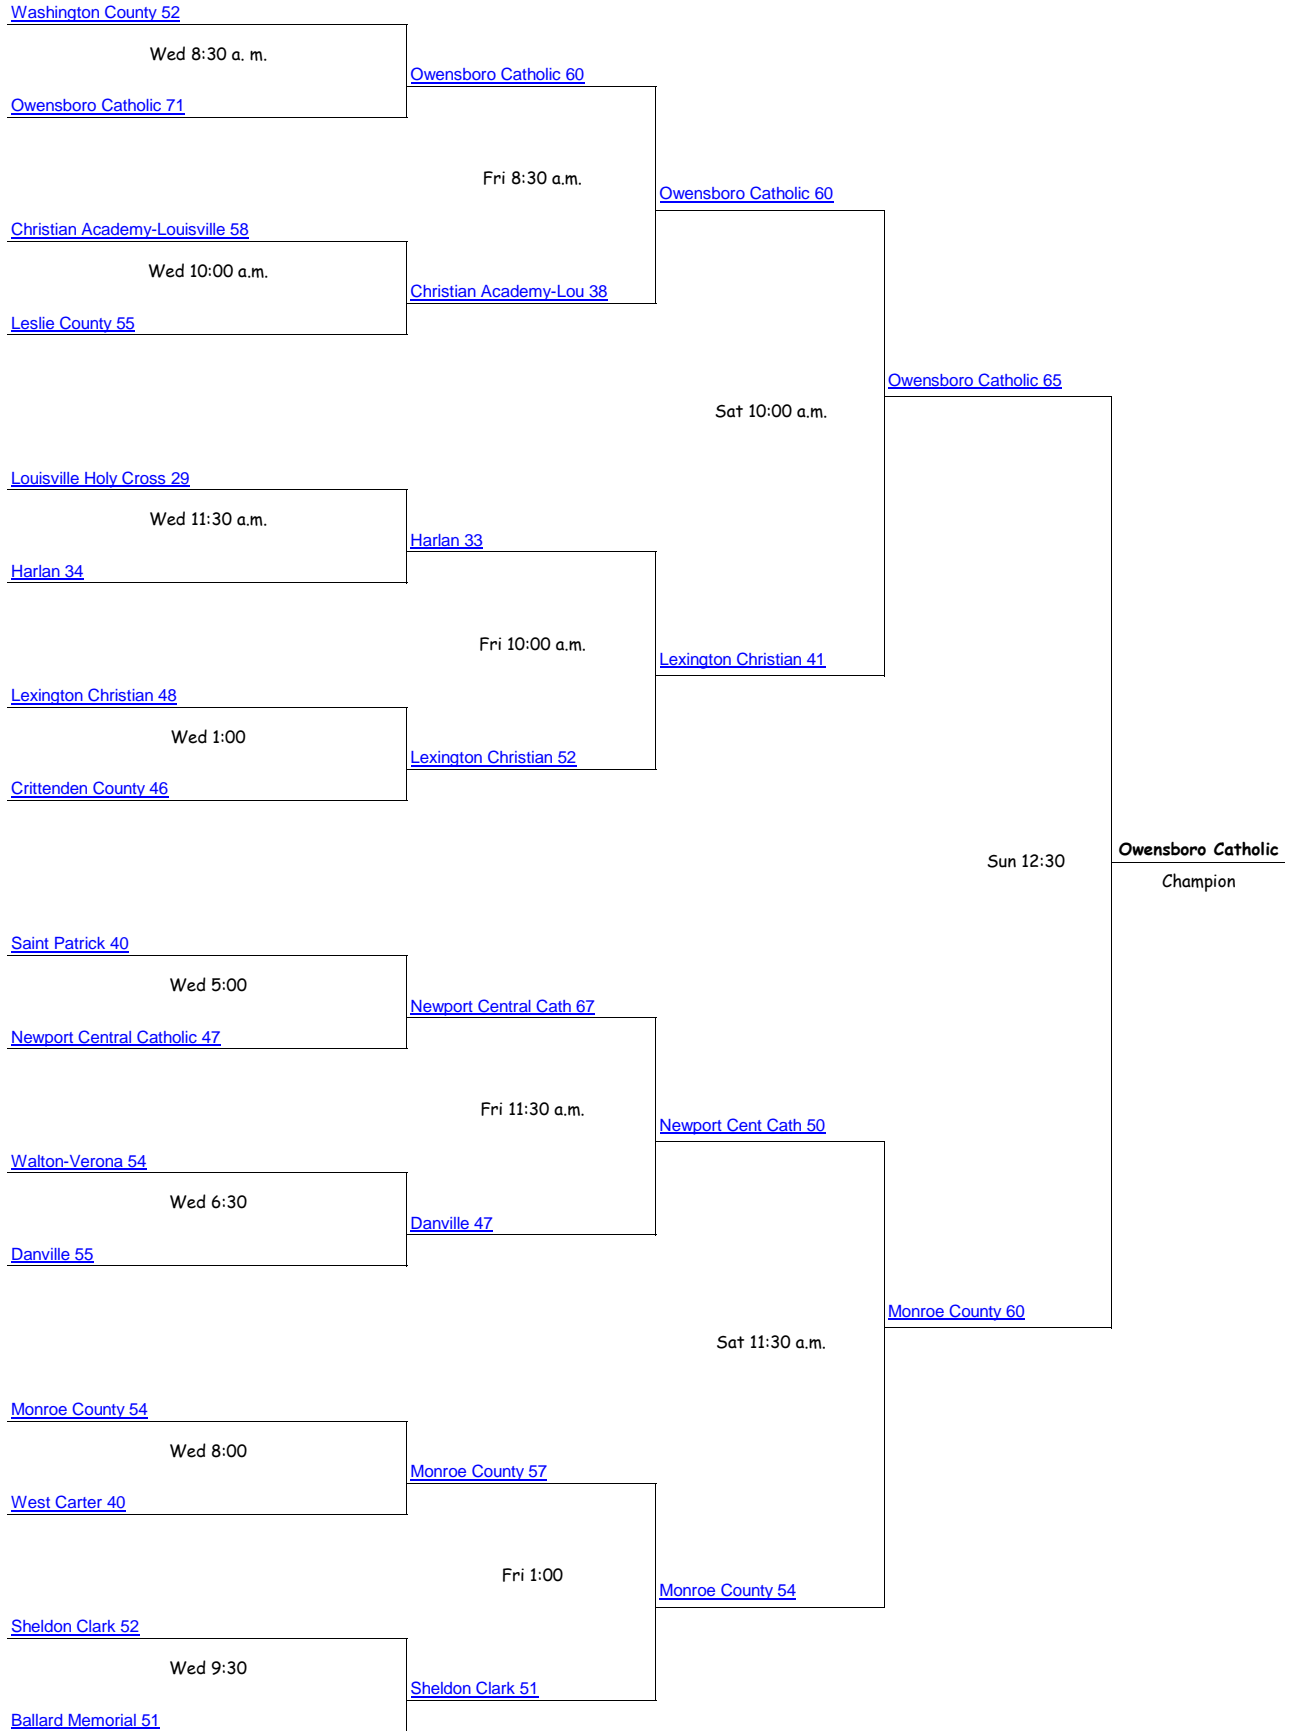 Washington County 52
Wed 8:30 a. m.
Owensboro Catholic 60
Owensboro Catholic 71
Fri 8:30 a.m.
Owensboro Catholic 60
Christian Academy-Louisville 58
Wed 10:00 a.m.
Christian Academy-Lou 38
Leslie County 55
Owensboro Catholic 65
Sat 10:00 a.m.
Louisville Holy Cross 29
Wed 11:30 a.m.
Harlan 33
Harlan 34
Fri 10:00 a.m.
Lexington Christian 41
Lexington Christian 48
Wed 1:00
Lexington Christian 52
Crittenden County 46
Owensboro Catholic
Sun 12:30
Champion
Saint Patrick 40
Wed 5:00
Newport Central Cath 67
Newport Central Catholic 47
Fri 11:30 a.m.
Newport Cent Cath 50
Walton-Verona 54
Wed 6:30
Danville 47
Danville 55
Monroe County 60
Sat 11:30 a.m.
Monroe County 54
Wed 8:00
Monroe County 57
West Carter 40
Fri 1:00
Monroe County 54
Sheldon Clark 52
Wed 9:30
Sheldon Clark 51
Ballard Memorial 51